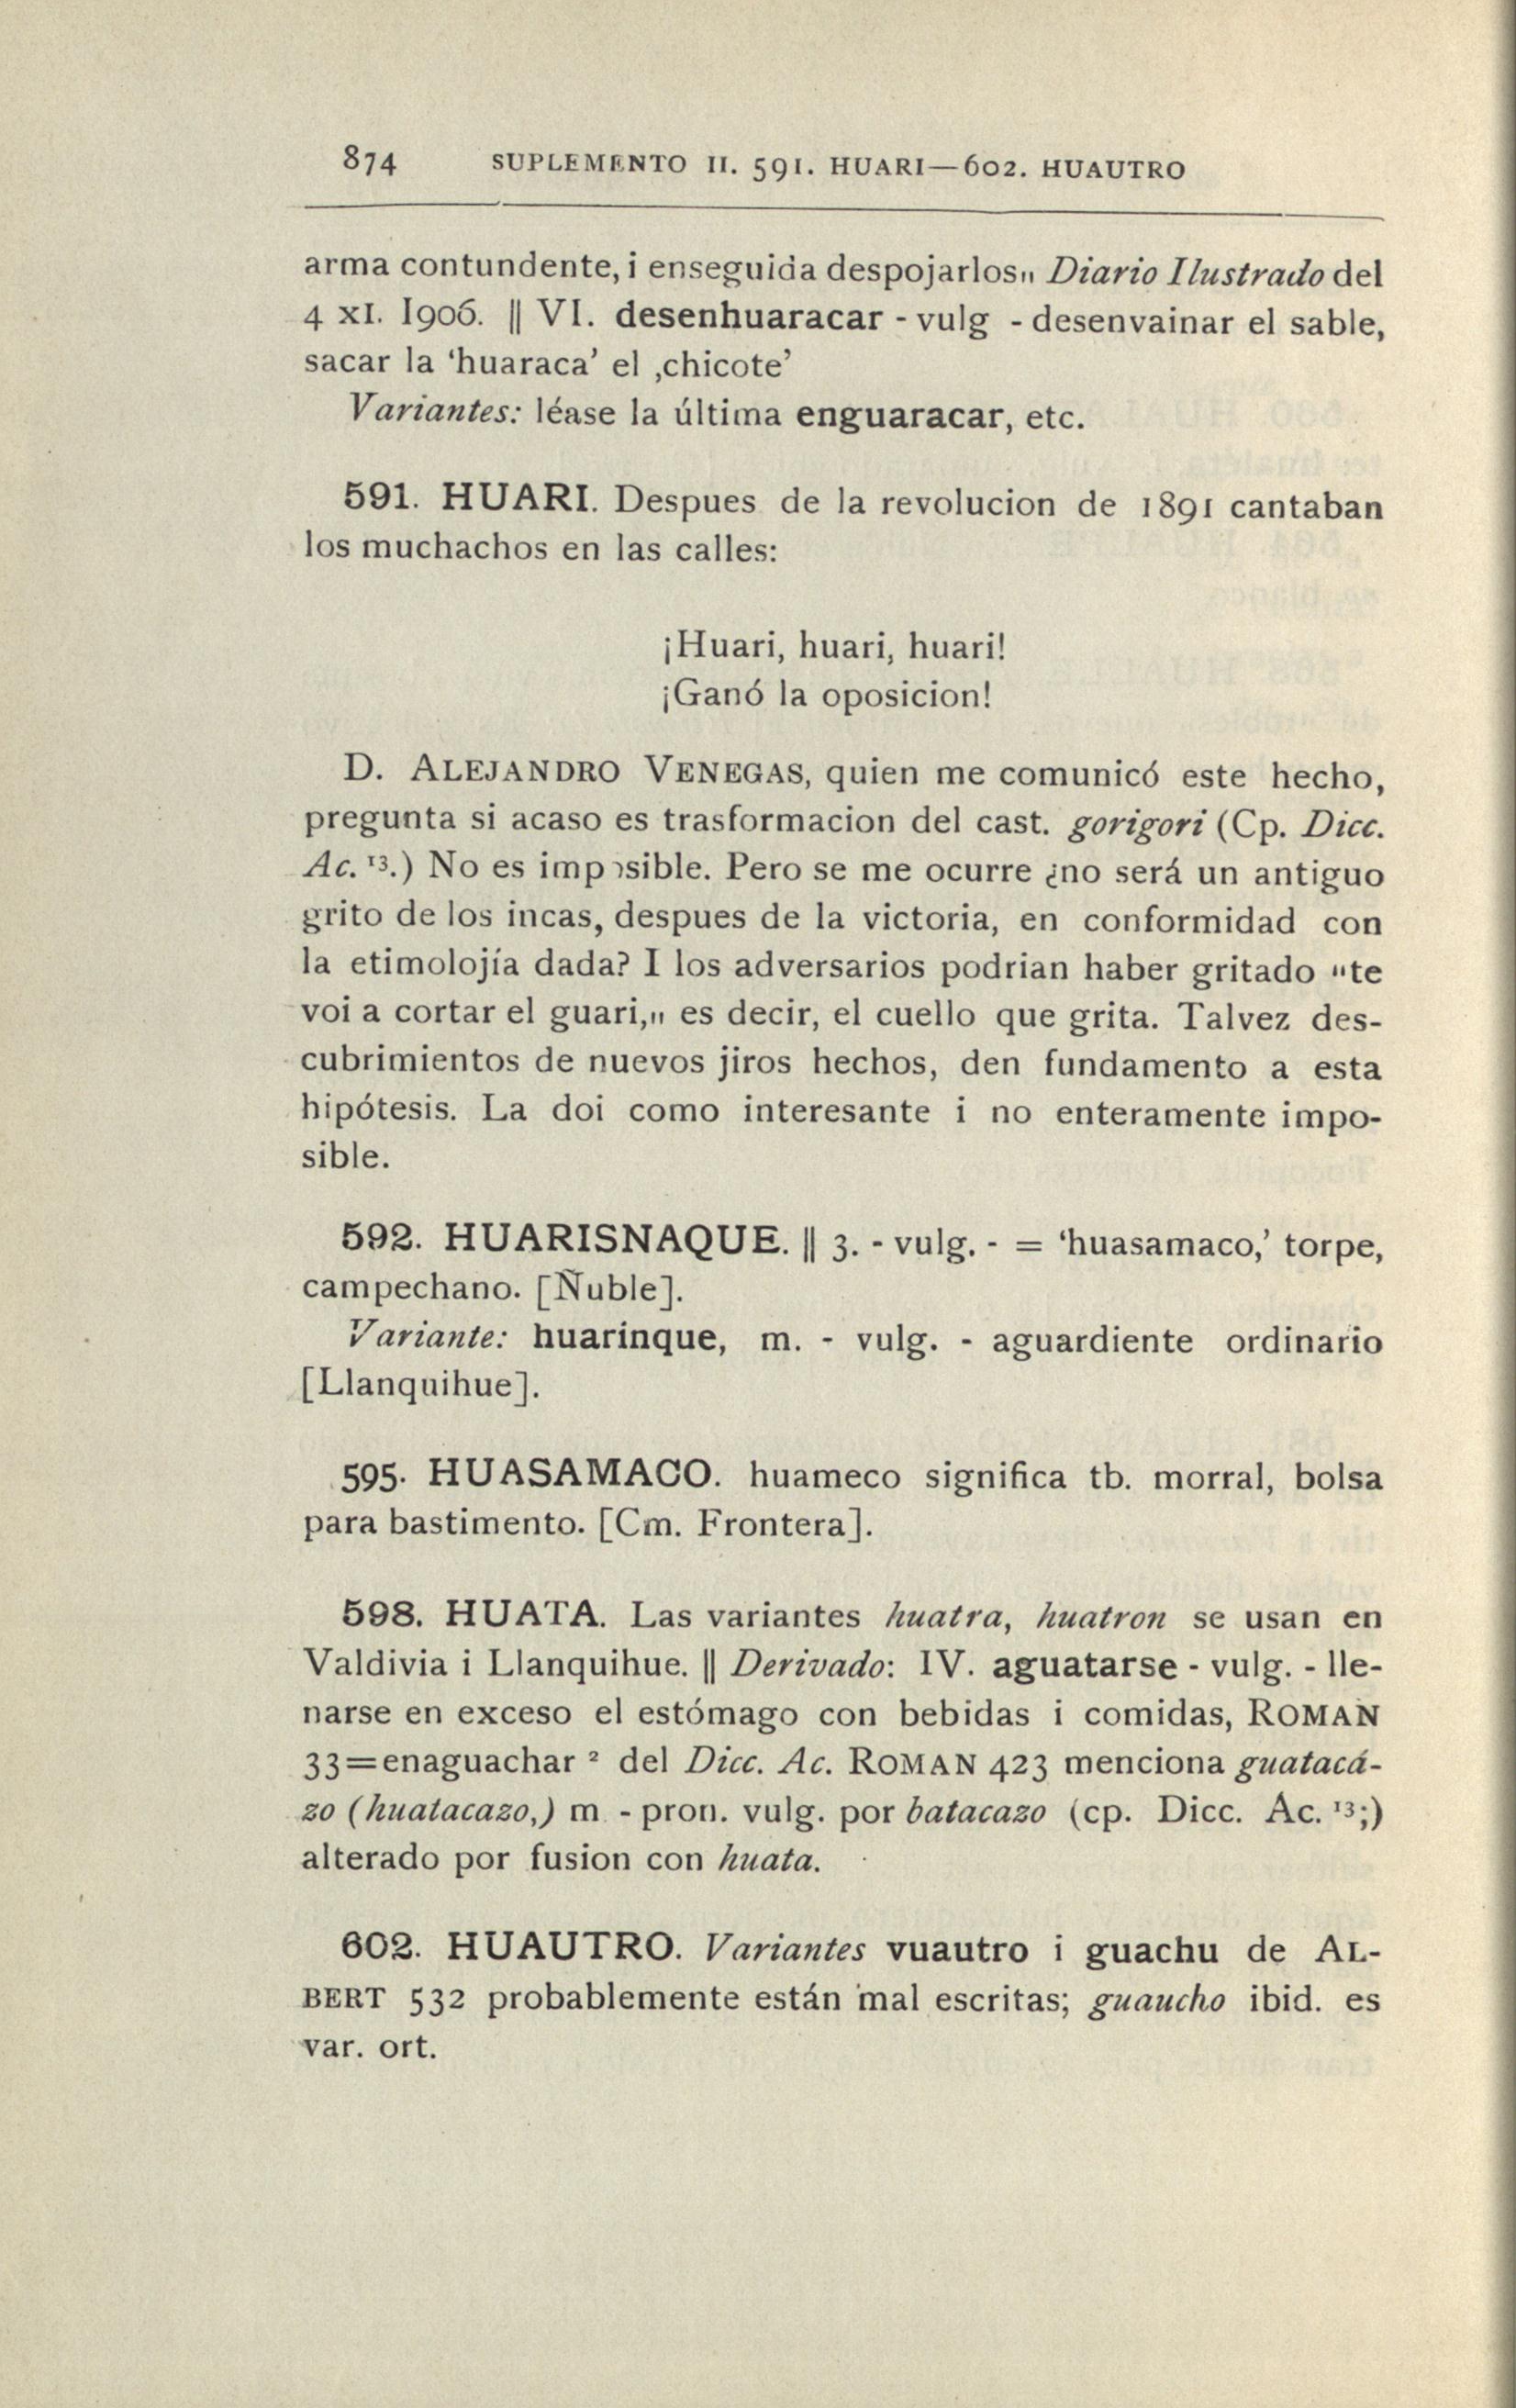 874 SUPLEMENTO II. 591. HUARI—602. HUAUTRO
arma contundente, i enseguida despojarlos„ Diario Ilustrado del
4 XI. 1906. || VI. desenhuaracar - vulg - desenvainar el sable,
sacar la ‘huaraca’ el ,chicote’
Variantes: léase la última enguaracar, etc.
591. HUARI. Despues de la revolucion de 1891 cantaban
los muchachos en las calles:
¡Huari, huari, huari!
¡Ganó la oposicion!
D. ALEJANDRO VENEGAS, quien me comunicó este hecho,
pregunta si acaso es trasformacion del cast. gorigori (Cp. Dicc.
Ac. ¹³.) No es imposible. Pero se me ocurre ¿no será un antiguo
grito de los incas, despues de la victoria, en conformidad con
la etimolojía dada? I los adversarios podrian haber gritado "te
voi a cortar el guari,„ es decir, el cuello que grita. Talvez des-
cubrimientos de nuevos jiros hechos, den fundamento a esta
hipótesis. La doi como interesante i no enteramente impo-
sible.
592. HUARISNAQUE. || 3. - vulg. - = ‘huasamaco,’ torpe,
campechano. [Ñuble].
Variante: huarinque, m. - vulg. - aguardiente ordinario
[Llanquihue].
595. HUASAMACO. huameco significa tb. morral, bolsa
para bastimento. [Cm. Frontera].
598. HUATA. Las variantes huatra, huatron se usan en
Valdivia i Llanquihue. || Derivado: IV. aguatarse - vulg. - lle-
narse en exceso el estómago con bebidas i comidas, ROMAN
33=enaguachar ² del Dicc. Ac. ROMAN 423 menciona guatacá-
zo (huatacazo,) m - pron. vulg. por batacazo (cp. Dicc. Ac. ¹³;)
alterado por fusion con huata.
602. HUAUTRO. Variantes vuautro i guachu de AL-
BERT 532 probablemente están mal escritas; guaucho ibid. es
var. ort.